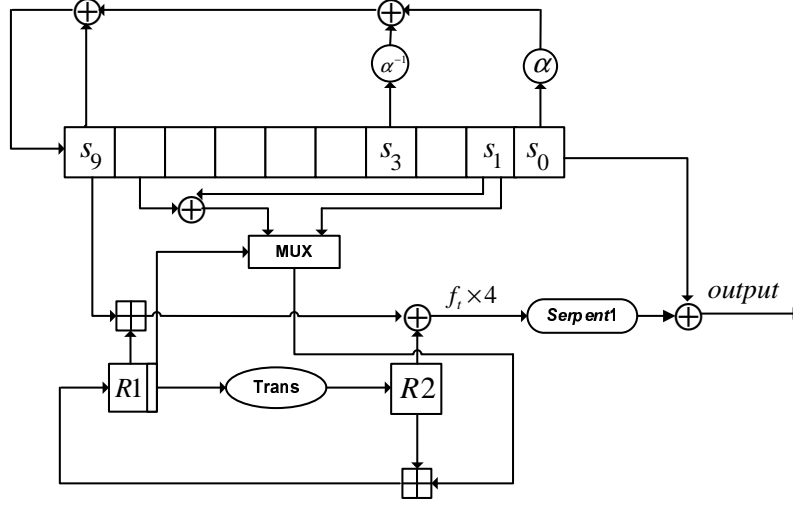 α⁻¹
α
s₉
s₃
s₁
s₀
MUX
fₜ×4
output
Serpent1
R1
Trans
R2